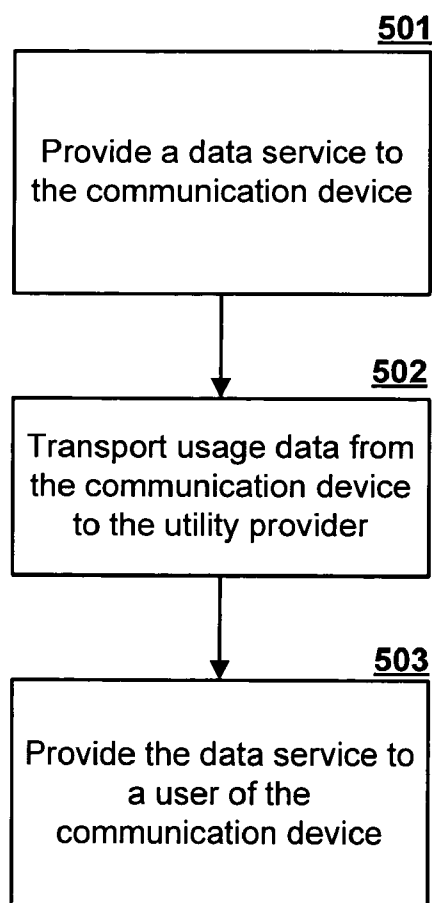 501
Provide a data service to
the communication device
502
Transport usage data from
the communication device
to the utility provider
503
Provide the data service to
a user of the
communication device